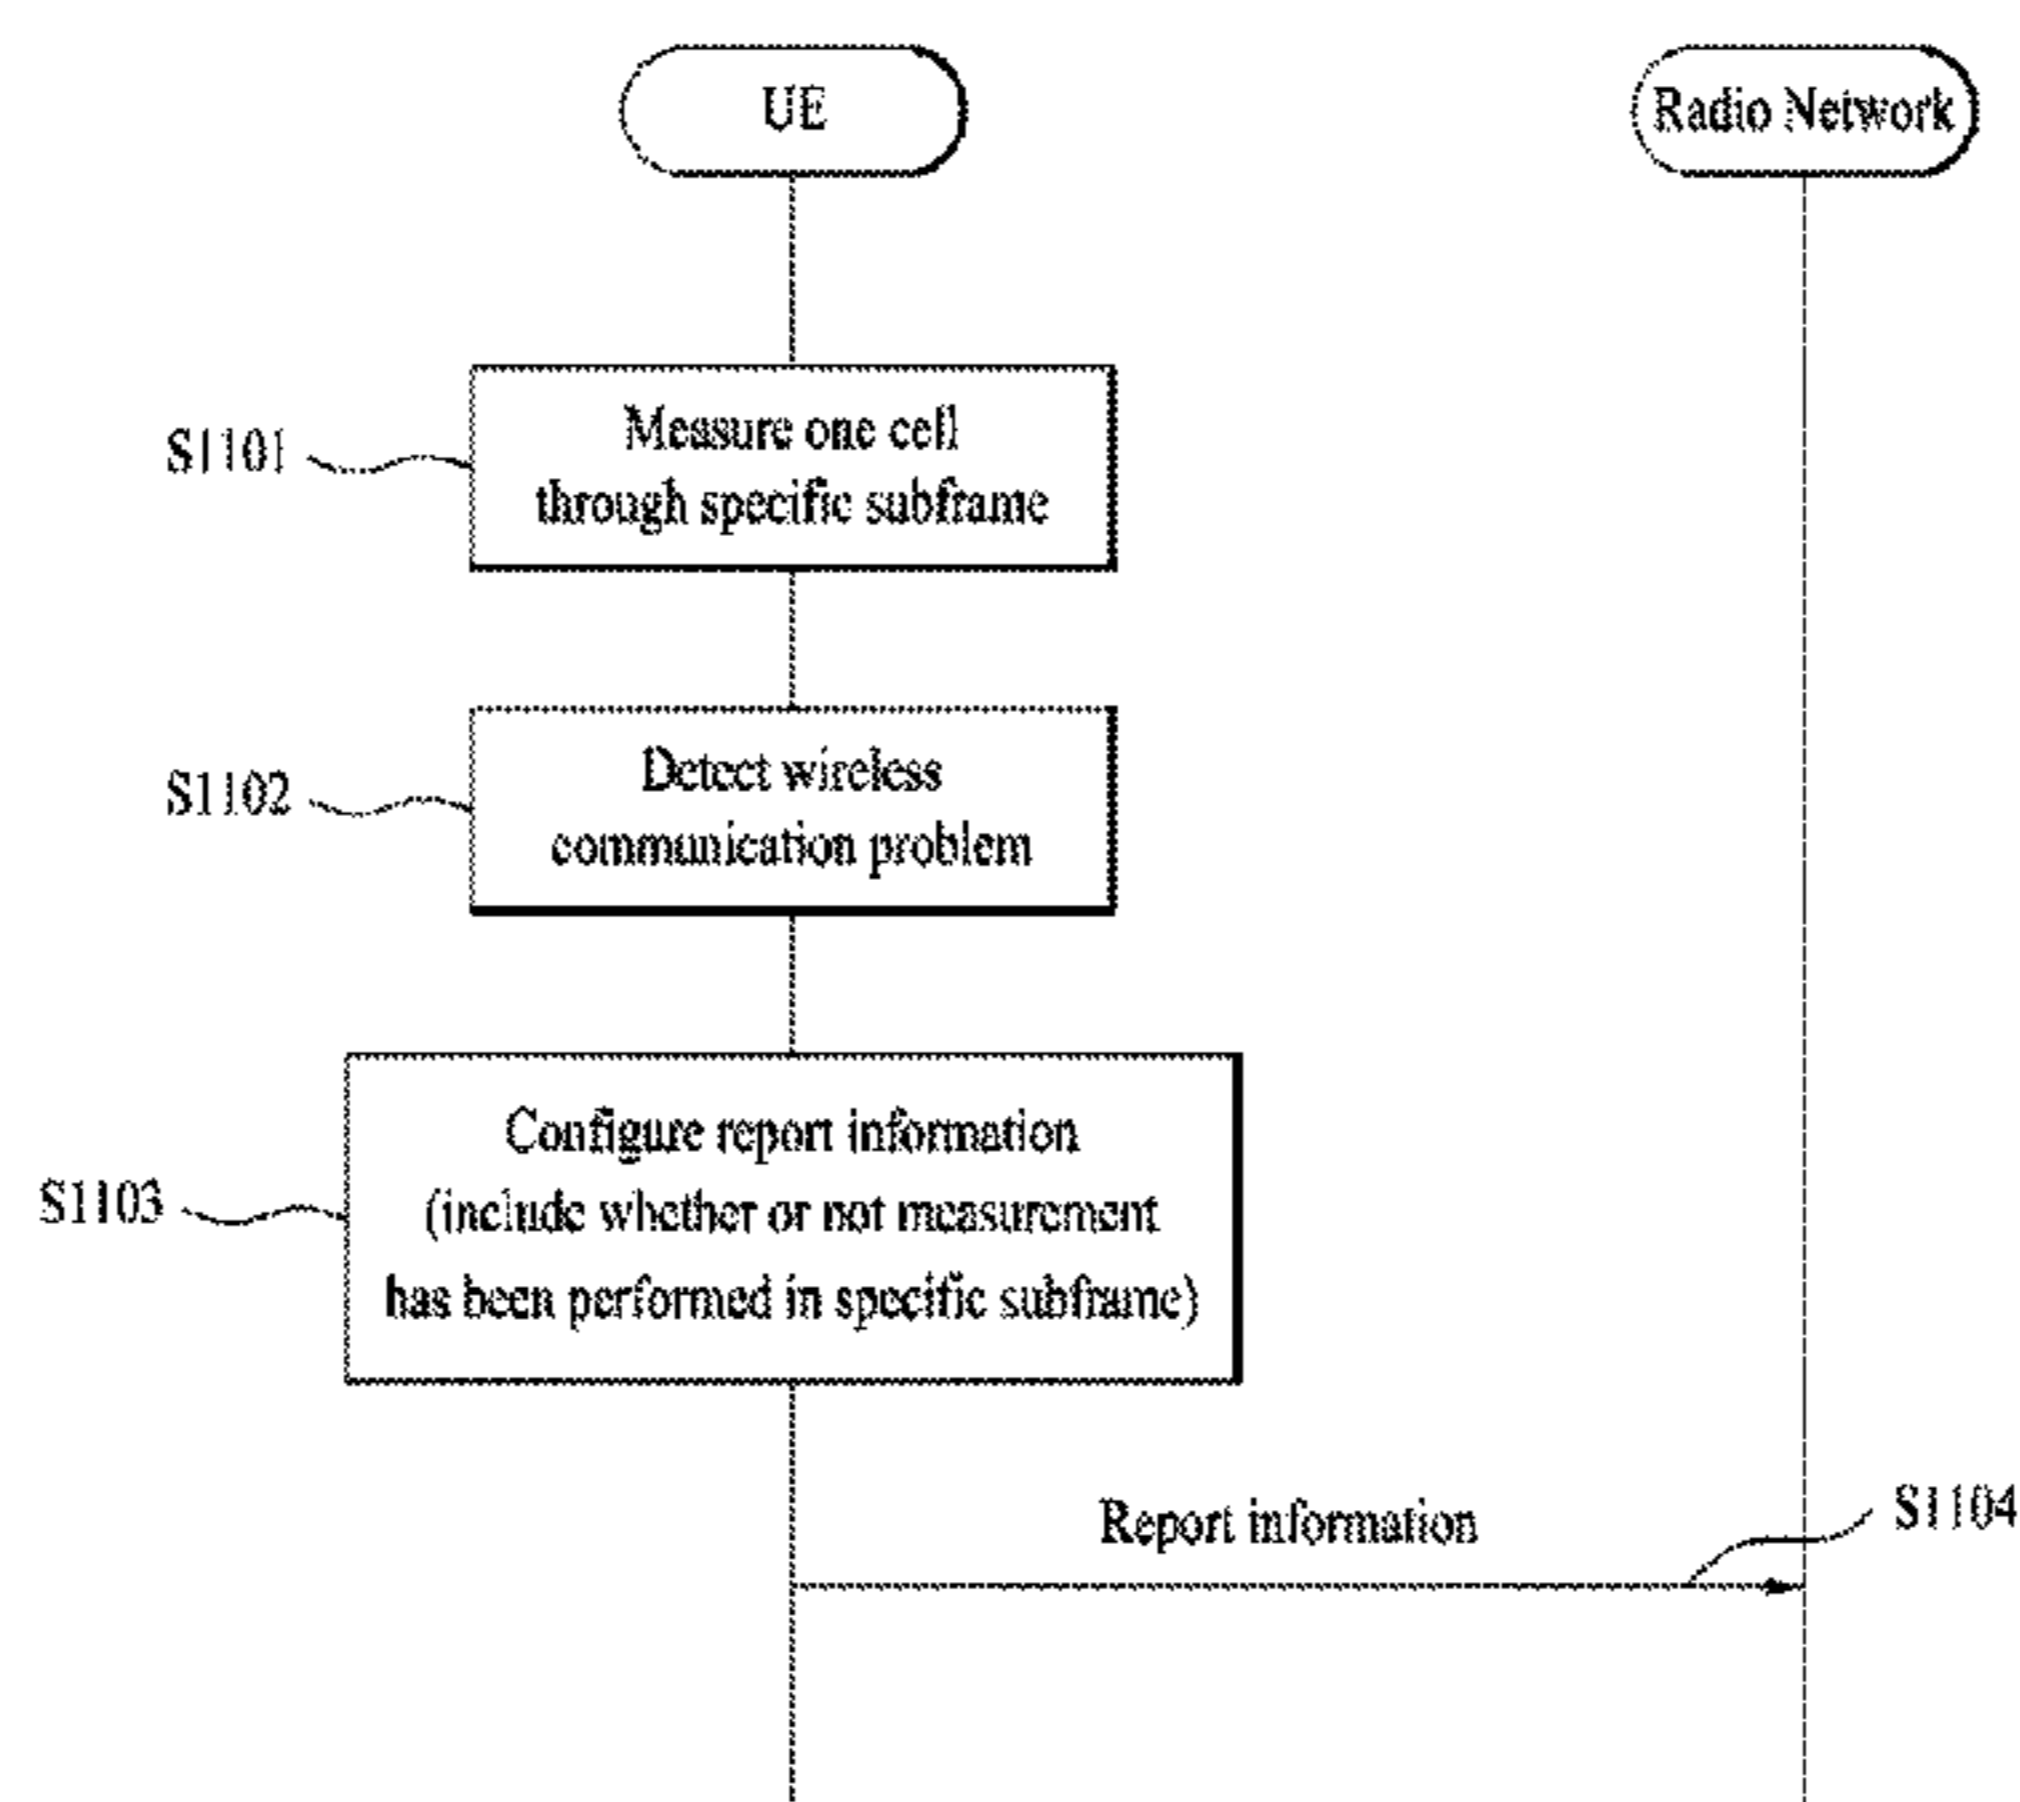 UE
Radio Network
S1101
Measure one cell
through specific subframe
S1102
Detect wireless
communication problem
S1103
Configure report information
(include whether or not measurement
has been performed in specific subframe)
Report information
S1104